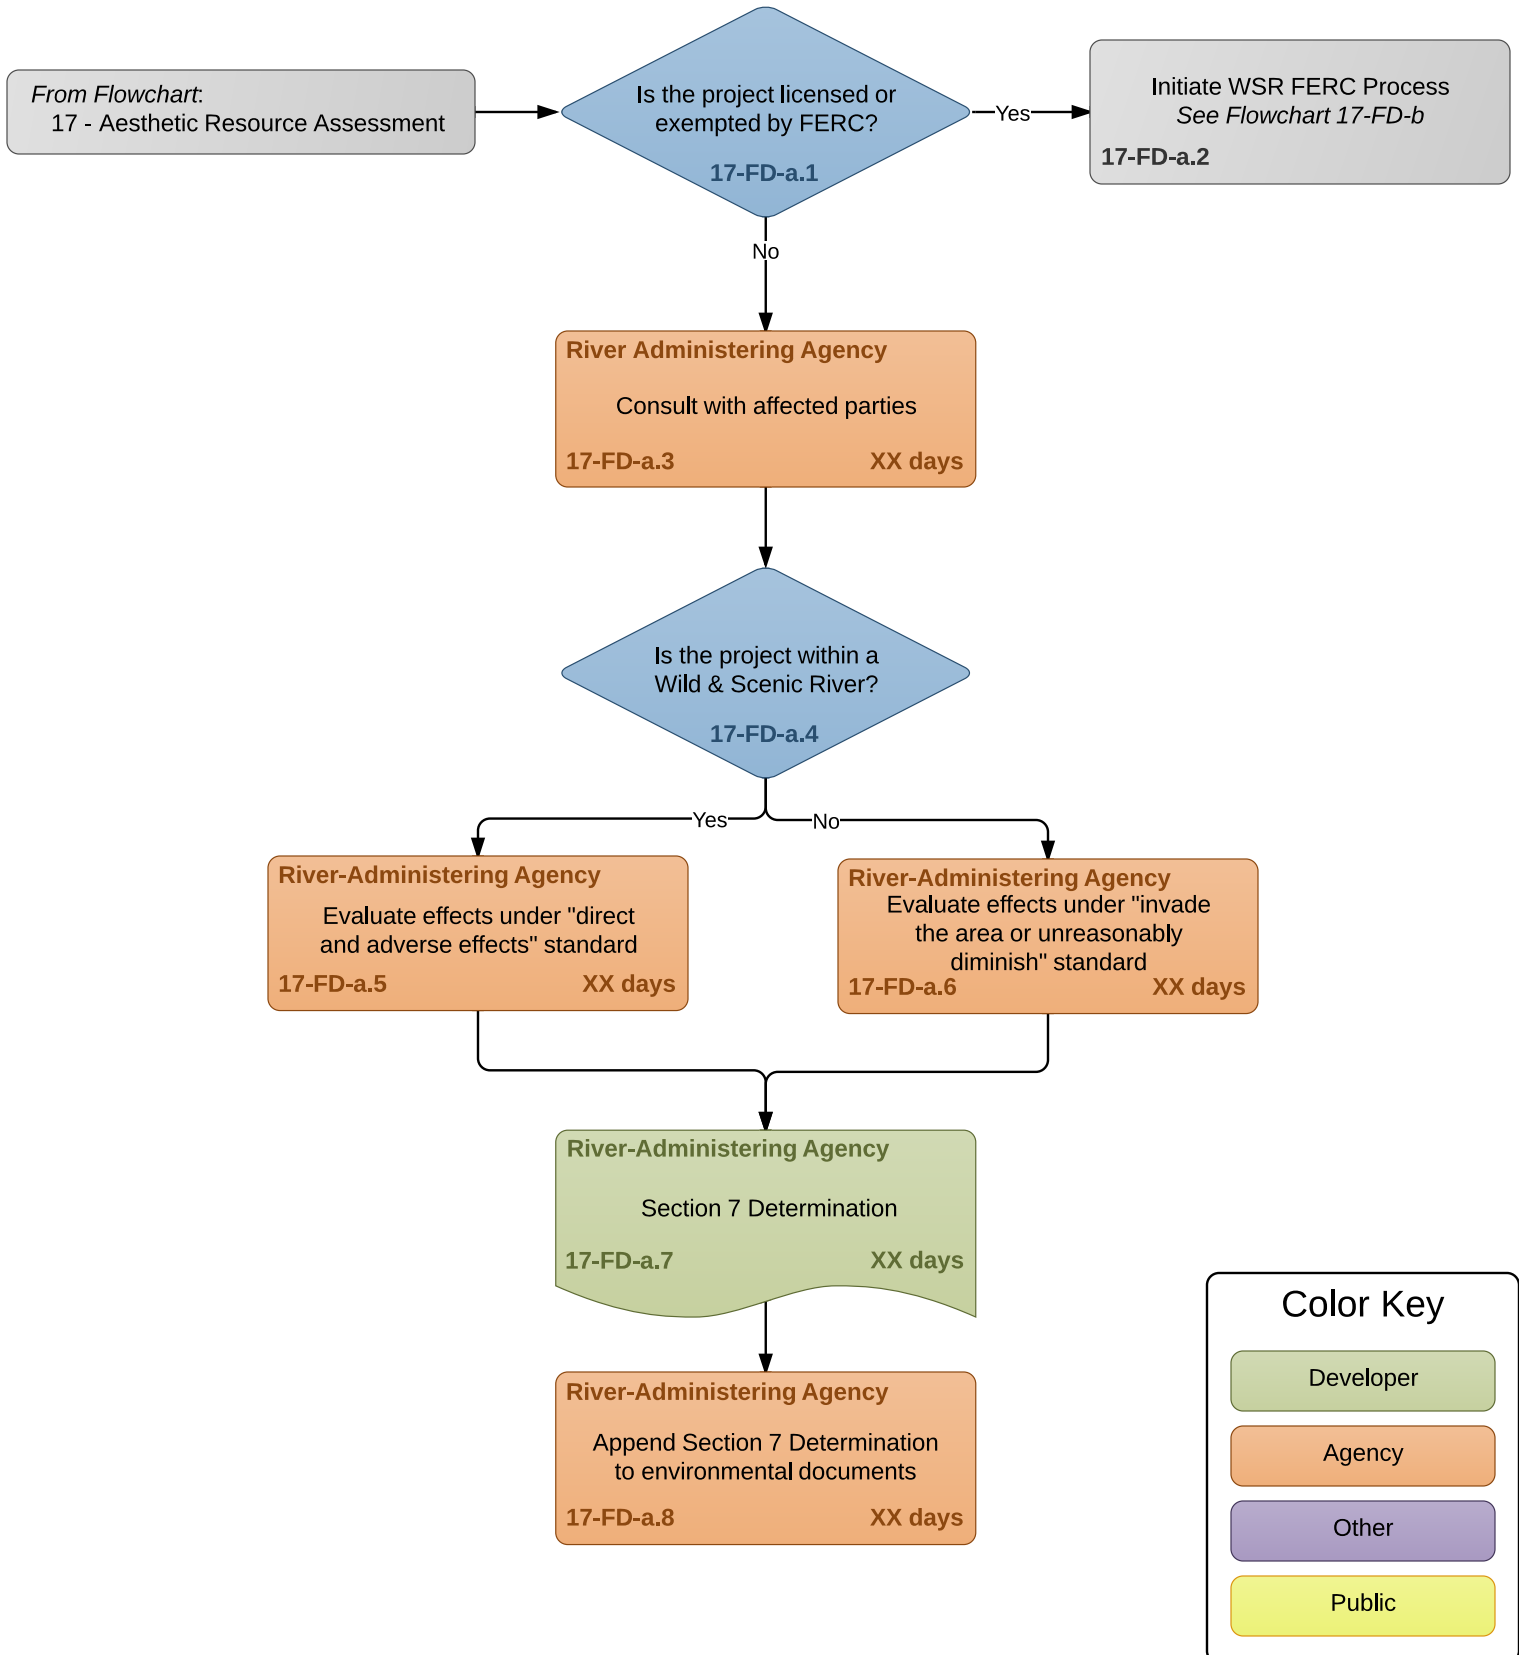 From Flowchart:
17 - Aesthetic Resource Assessment
Is the project licensed or
exempted by FERC?
17-FD-a.1
Yes
Initiate WSR FERC Process
See Flowchart 17-FD-b
17-FD-a.2
No
River Administering Agency
Consult with affected parties
17-FD-a.3 XX days
Is the project within a
Wild & Scenic River?
17-FD-a.4
Yes
No
River-Administering Agency
Evaluate effects under "direct
and adverse effects" standard
17-FD-a.5 XX days
River-Administering Agency
Evaluate effects under "invade
the area or unreasonably
diminish" standard
17-FD-a.6 XX days
River-Administering Agency
Section 7 Determination
17-FD-a.7 XX days
River-Administering Agency
Append Section 7 Determination
to environmental documents
17-FD-a.8 XX days
Color Key
Developer
Agency
Other
Public